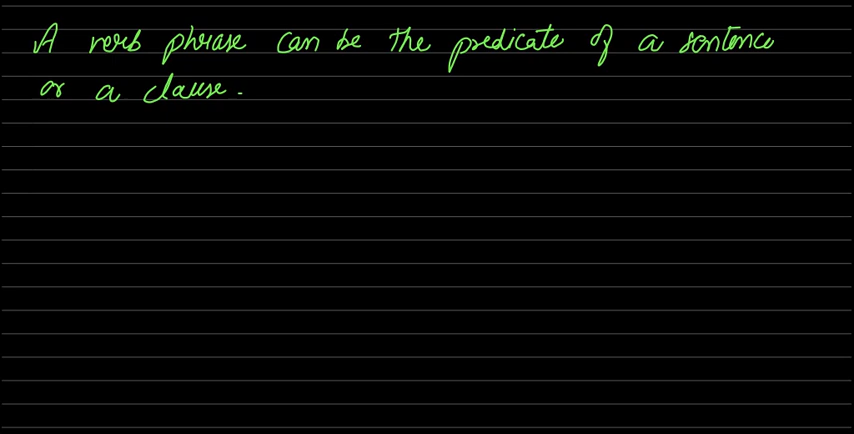 A verb phrase can be the predicate of a sentence
or a clause.